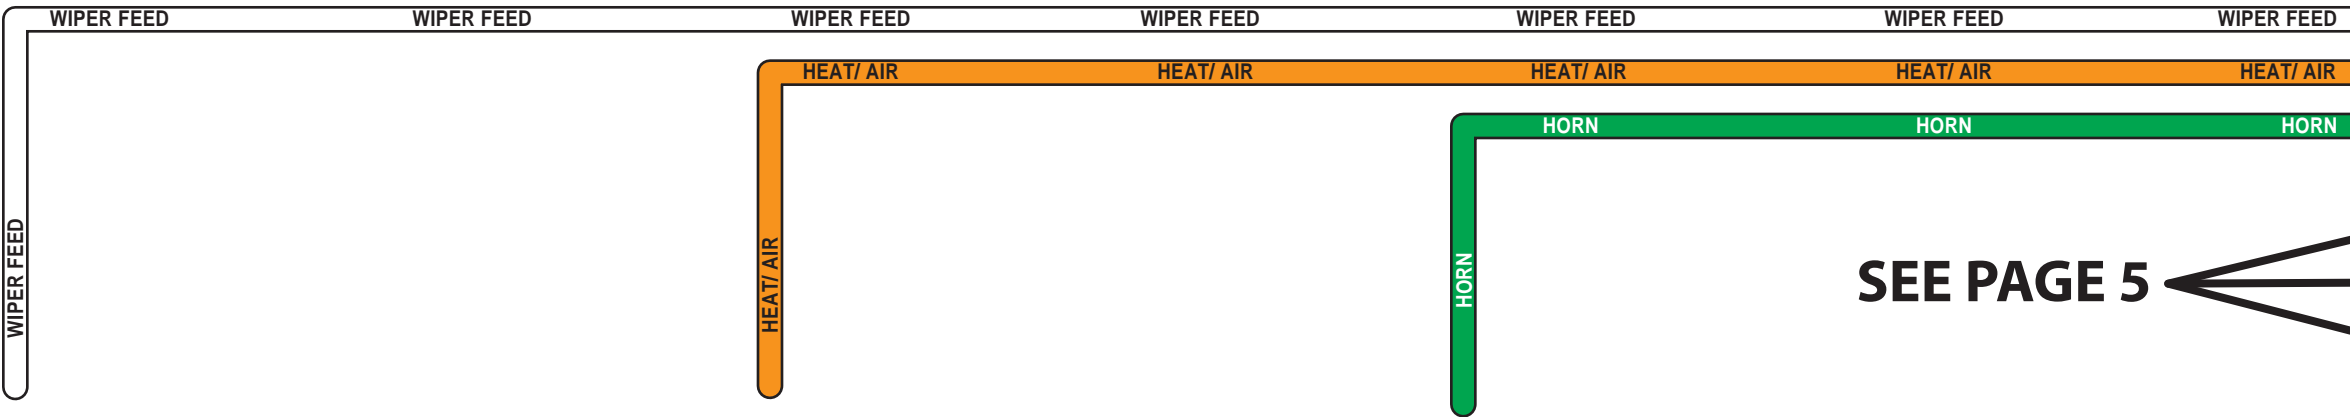 WIPER FEED WIPER FEED WIPER FEED WIPER FEED WIPER FEED WIPER FEED WIPER FEED
HEAT/ AIR HEAT/ AIR HEAT/ AIR HEAT/ AIR HEAT/ AIR
HORN HORN HORN
WIPER FEED
HEAT/ AIR
HORN
SEE PAGE 5